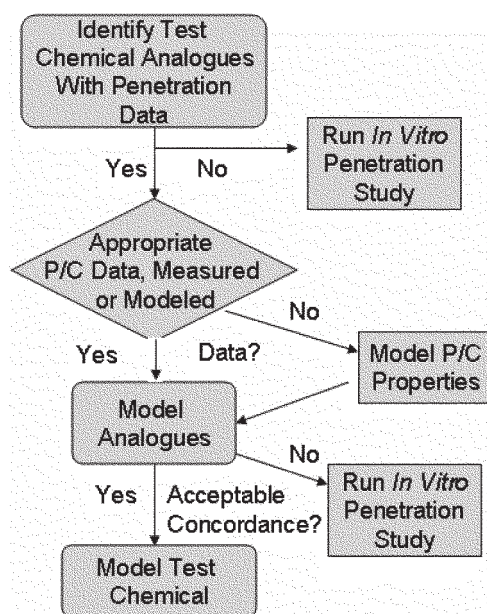 Identify Test
Chemical Analogues
With Penetration
Data
Yes
No
Run In Vitro
Penetration
Study
Appropriate
P/C Data, Measured
or Modeled
No
Yes
Data?
Model P/C
Properties
Model
Analogues
No
Yes
Acceptable
Concordance?
Run In Vitro
Penetration
Study
Model Test
Chemical